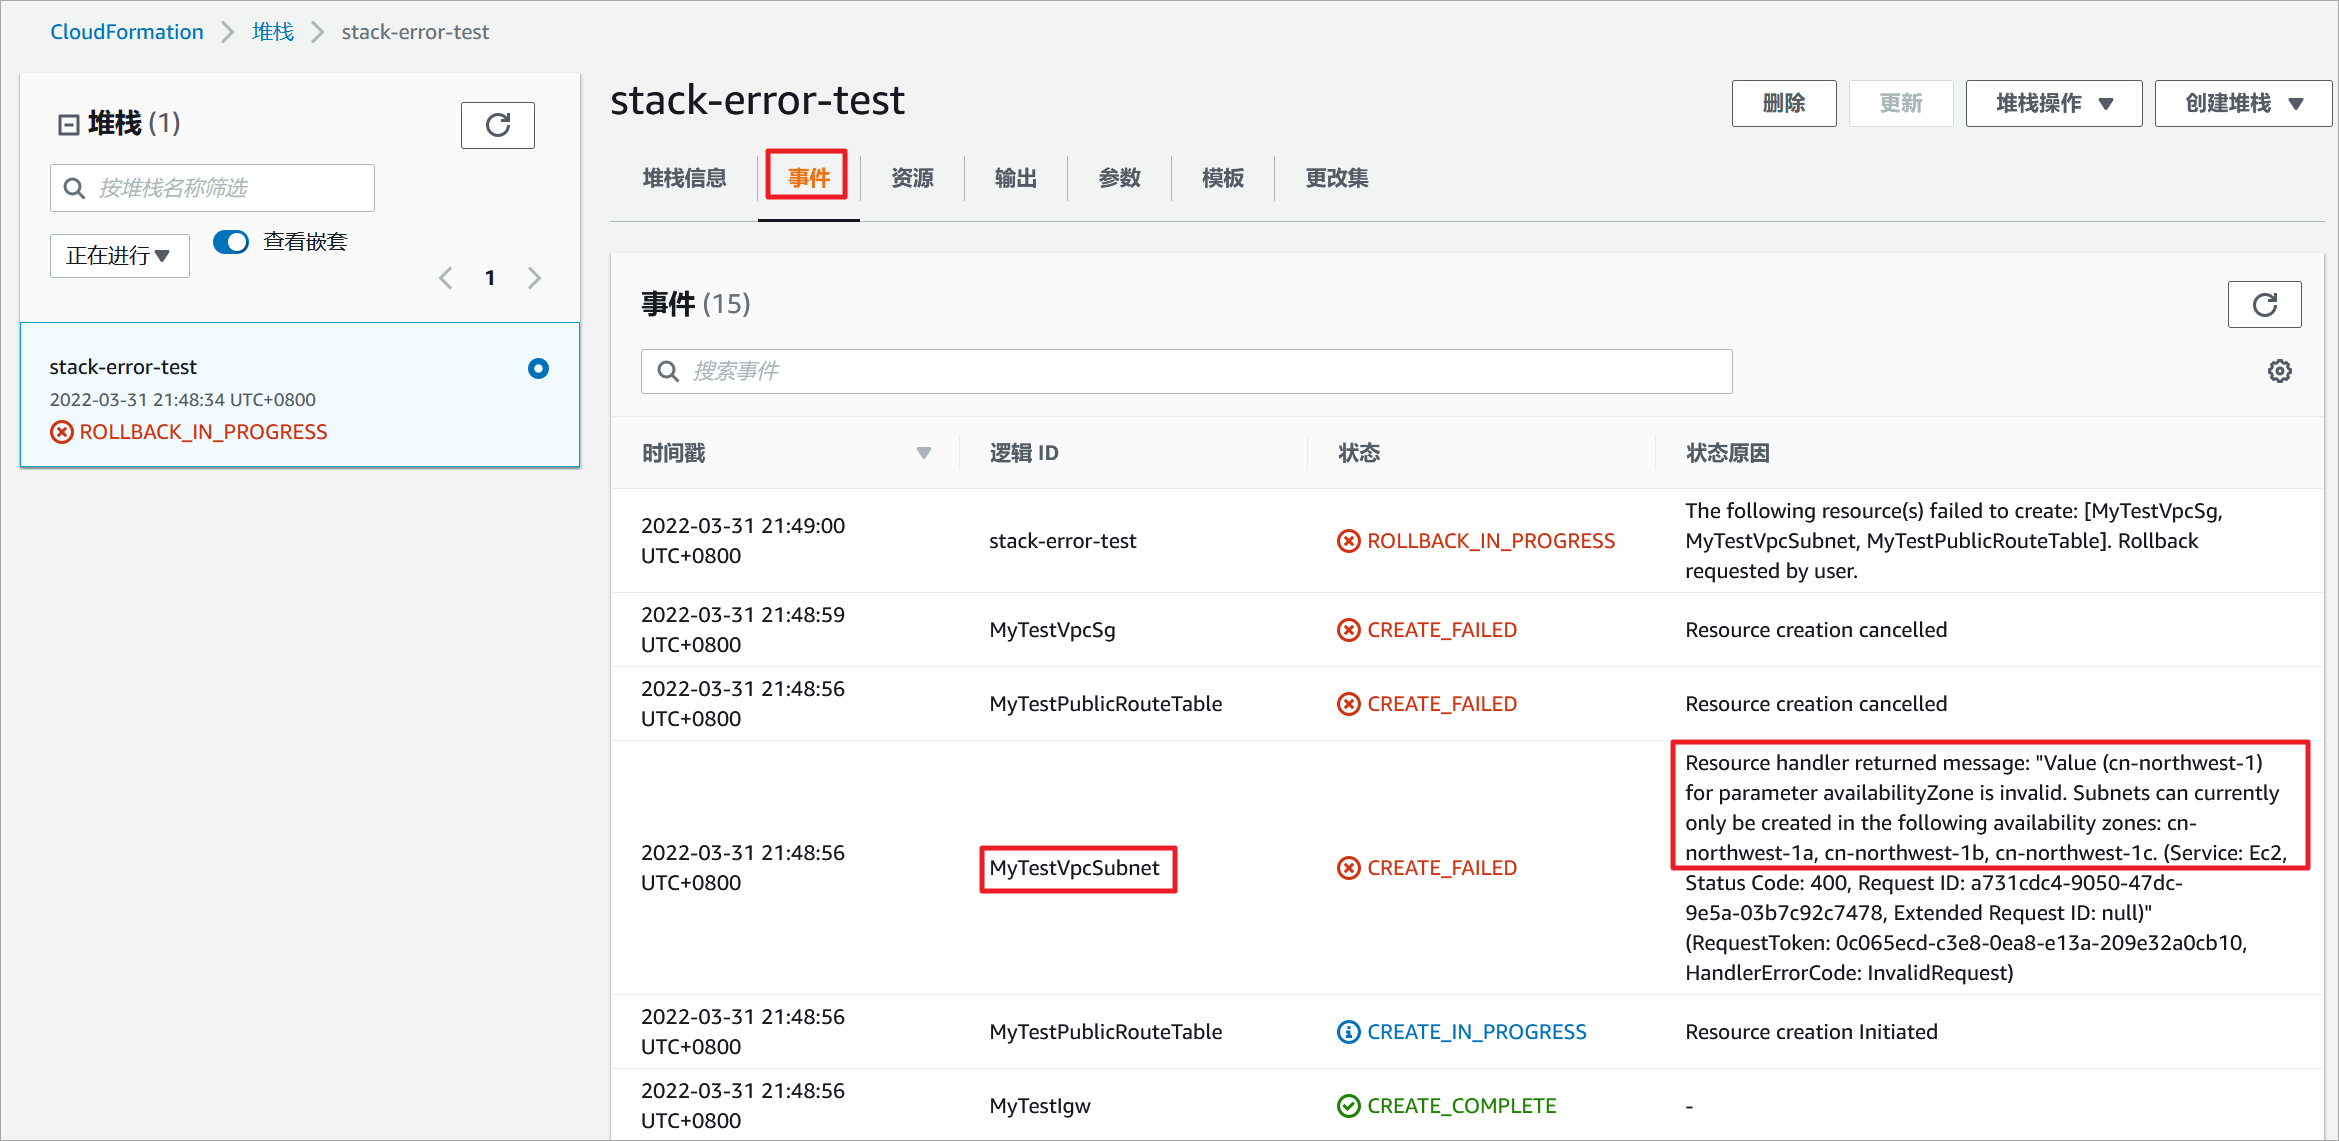 CloudFormation 堆栈 stack-error-test
堆栈 (1)
按堆栈名称筛选
正在进行
查看嵌套
1
stack-error-test
2022-03-31 21:48:34 UTC+0800
ROLLBACK_IN_PROGRESS
stack-error-test
删除 更新 堆栈操作 创建堆栈
堆栈信息 事件 资源 输出 参数 模板 更改集
事件 (15)
搜索事件
时间戳 逻辑 ID 状态 状态原因
2022-03-31 21:49:00
UTC+0800
stack-error-test
ROLLBACK_IN_PROGRESS
The following resource(s) failed to create: [MyTestVpcSg,
MyTestVpcSubnet, MyTestPublicRouteTable]. Rollback
requested by user.
2022-03-31 21:48:59
UTC+0800
MyTestVpcSg
CREATE_FAILED
Resource creation cancelled
2022-03-31 21:48:56
UTC+0800
MyTestPublicRouteTable
CREATE_FAILED
Resource creation cancelled
2022-03-31 21:48:56
UTC+0800
MyTestVpcSubnet
CREATE_FAILED
Resource handler returned message: "Value (cn-northwest-1)
for parameter availabilityZone is invalid. Subnets can currently
only be created in the following availability zones: cn-
northwest-1a, cn-northwest-1b, cn-northwest-1c. (Service: Ec2,
Status Code: 400, Request ID: a731cdc4-9050-47dc-
9e5a-03b7c92c7478, Extended Request ID: null)"
(RequestToken: 0c065ecd-c3e8-0ea8-e13a-209e32a0cb10,
HandlerErrorCode: InvalidRequest)
2022-03-31 21:48:56
UTC+0800
MyTestPublicRouteTable
CREATE_IN_PROGRESS
Resource creation Initiated
2022-03-31 21:48:56
UTC+0800
MyTestIgw
CREATE_COMPLETE
-